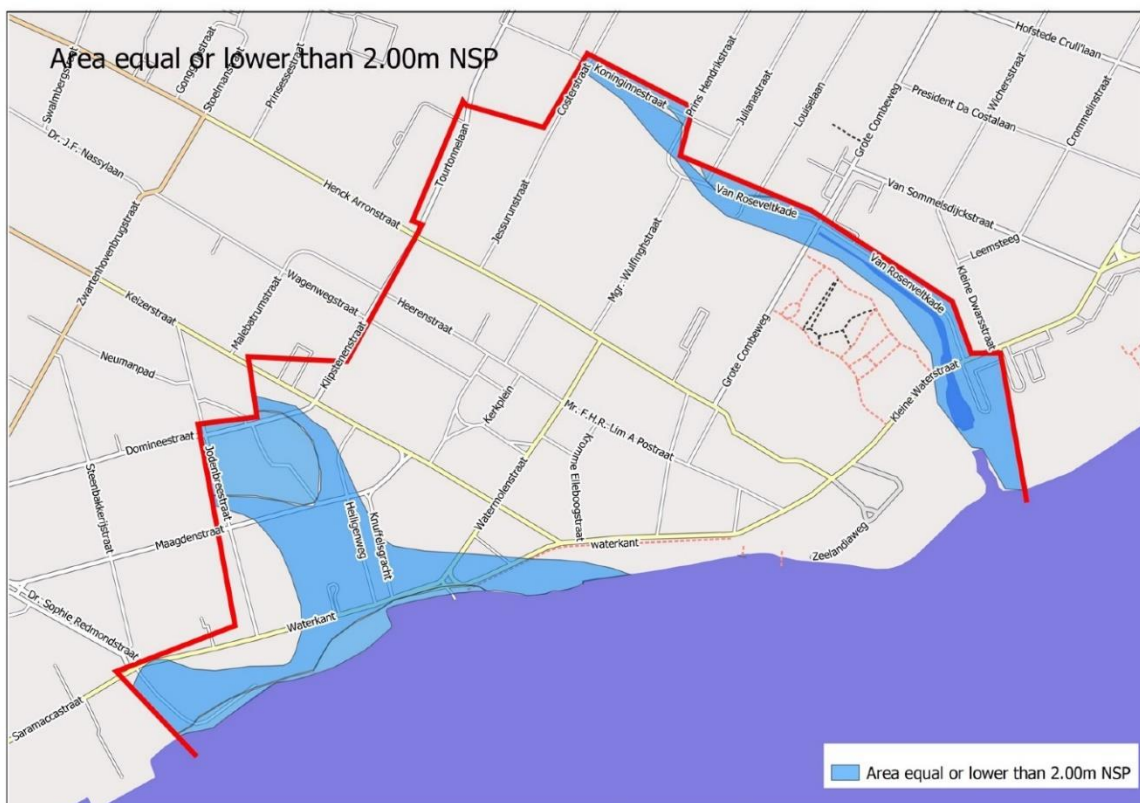 Area equal or lower than 2.00m NSP
Hofstede Crull'laan
Swalmbergstraat
Gonggrijpstraat
Stoelmanstraat
Prinsessestraat
Costerstraat
Koninginnestraat
Prins Hendrikstraat
Julianastraat
Louiselaan
Grote Combeweg
Wichersstraat
President Da Costalaan
Crommelinstraat
Dr. J.F. Nassylaan
Tourtonnelaan
Henck Arronstraat
Jessurunstraat
Van Roseveltkade
Van Sommelsdijckstraat
Leemsteeg
Zwartenhovenbrugstraat
Mgr. Wulfinghstraat
Van Rosenveltkade
Kleine Dwarsstraat
Wagenwegstraat
Heerenstraat
Keizerstraat
Malebatrumstraat
Klipstenenstraat
Neumanpad
Grote Combeweg
Kleine Waterstraat
Kerkplein
Mr. F.H.R. Lim A Postraat
Domineestraat
Jodenbreestraat
Steenbakkerijstraat
Kromme Elleboogstraat
Watermolenstraat
Maagdenstraat
Heiligenweg
Knuffelsgracht
Waterkant
Zeelandiaweg
Dr. Sophie Redmondstraat
Waterkant
Saramaccastraat
Area equal or lower than 2.00m NSP